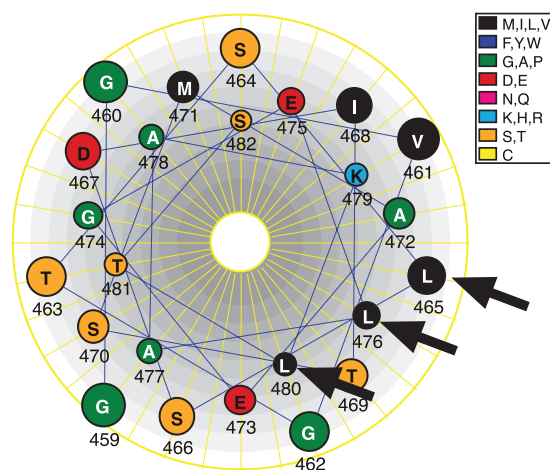 S
464
G
460
M
471
E
475
I
468
V
461
S
482
A
478
D
467
K
479
G
474
A
472
T
481
T
463
L
465
S
470
L
476
A
477
L
480
T
469
G
459
S
466
E
473
G
462
M,I,L,V
F,Y,W
G,A,P
D,E
N,Q
K,H,R
S,T
C